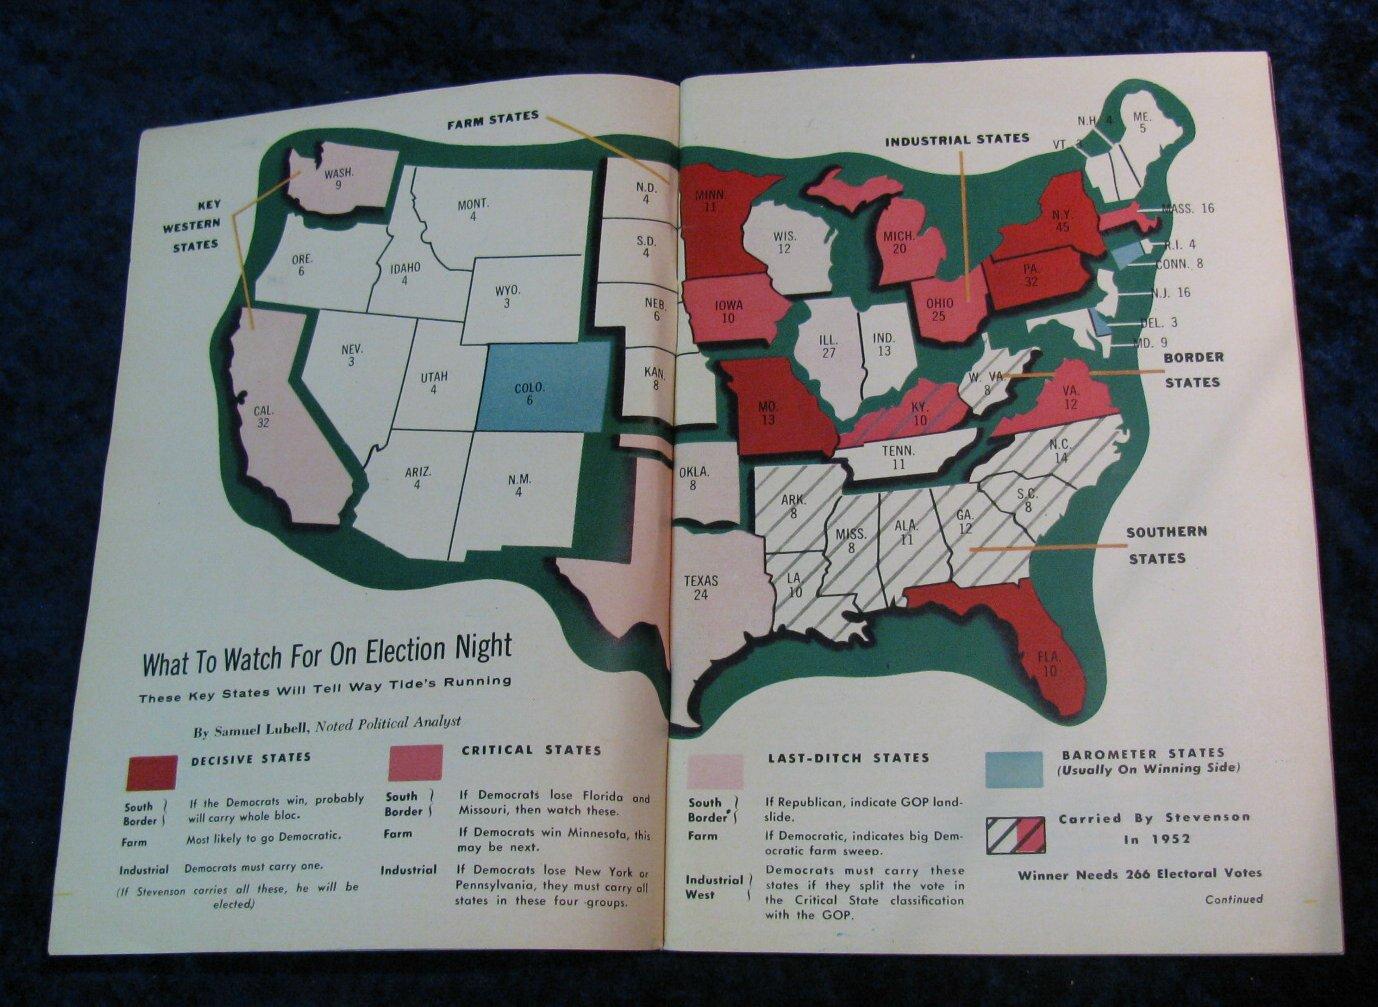 FARM STATES
INDUSTRIAL STATES
KEY
WESTERN
STATES
WASH.
9
MONT.
4
ORE.
6
IDAHO
4
WYO.
3
NEV.
3
UTAH
4
COLO.
6
CAL.
32
ARIZ.
4
N.M.
4
N.D.
4
S.D.
4
NEB.
6
KAN.
8
OKLA.
8
TEXAS
24
MINN.
11
IOWA
10
MO.
13
ARK.
8
LA.
10
WIS.
12
ILL.
27
MICH.
20
IND.
13
OHIO
25
KY.
10
TENN.
11
MISS.
8
ALA.
11
GA.
12
FLA.
10
S.C.
8
N.C.
14
VA.
12
W. VA.
8
PA.
32
N.Y.
45
VT. 3
N.H. 4
ME.
5
MASS. 16
R.I. 4
CONN. 8
N.J. 16
DEL. 3
MD. 9
BORDER
STATES
SOUTHERN
STATES
What To Watch For On Election Night
These Key States Will Tell Way Tide's Running
By Samuel Lubell, Noted Political Analyst
DECISIVE STATES
South
Border
If the Democrats win, probably
will carry whole bloc.
Farm
Most likely to go Democratic.
Industrial
Democrats must carry one.
(If Stevenson carries all these, he will be
elected.)
CRITICAL STATES
South
Border
If Democrats lose Florida and
Missouri, then watch these.
Farm
If Democrats win Minnesota, this
may be next.
Industrial
If Democrats lose New York or
Pennsylvania, they must carry all
states in these four groups.
LAST-DITCH STATES
South
Border
If Republican, indicate GOP land-
slide.
Farm
If Democratic, indicates big Dem-
ocratic farm sweep.
Industrial
West
Democrats must carry these
states if they split the vote in
the Critical State classification
with the GOP.
BAROMETER STATES
(Usually On Winning Side)
Carried By Stevenson
In 1952
Winner Needs 266 Electoral Votes
Continued